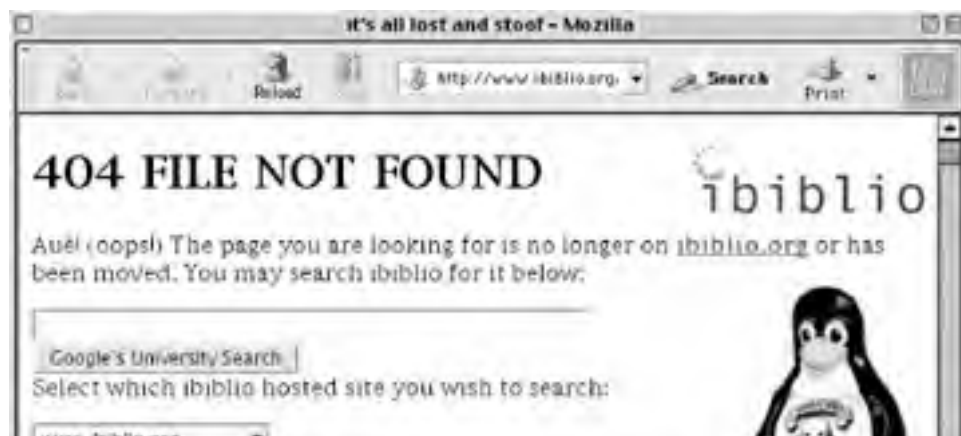 it's all lost and stoof – Mozilla
Reload
http://www.ibiblio.org
Search
Print
404 FILE NOT FOUND
ibiblio
Auē! (oops!) The page you are looking for is no longer on ibiblio.org or has
been moved. You may search ibiblio for it below:
Google's University Search
Select which ibiblio hosted site you wish to search: